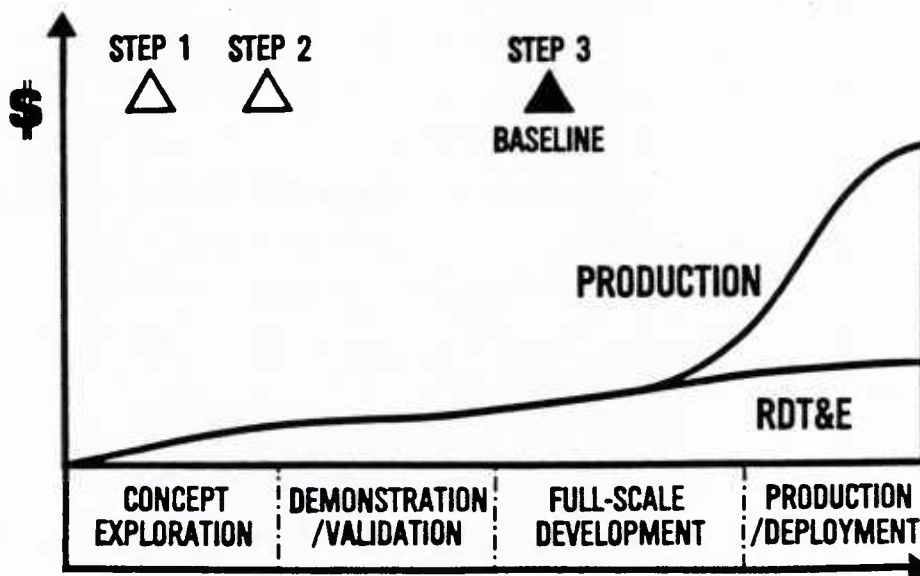 STEP 1
STEP 2
STEP 3
$
BASELINE
PRODUCTION
RDT&E
CONCEPT
EXPLORATION
DEMONSTRATION
/VALIDATION
FULL-SCALE
DEVELOPMENT
PRODUCTION
/DEPLOYMENT